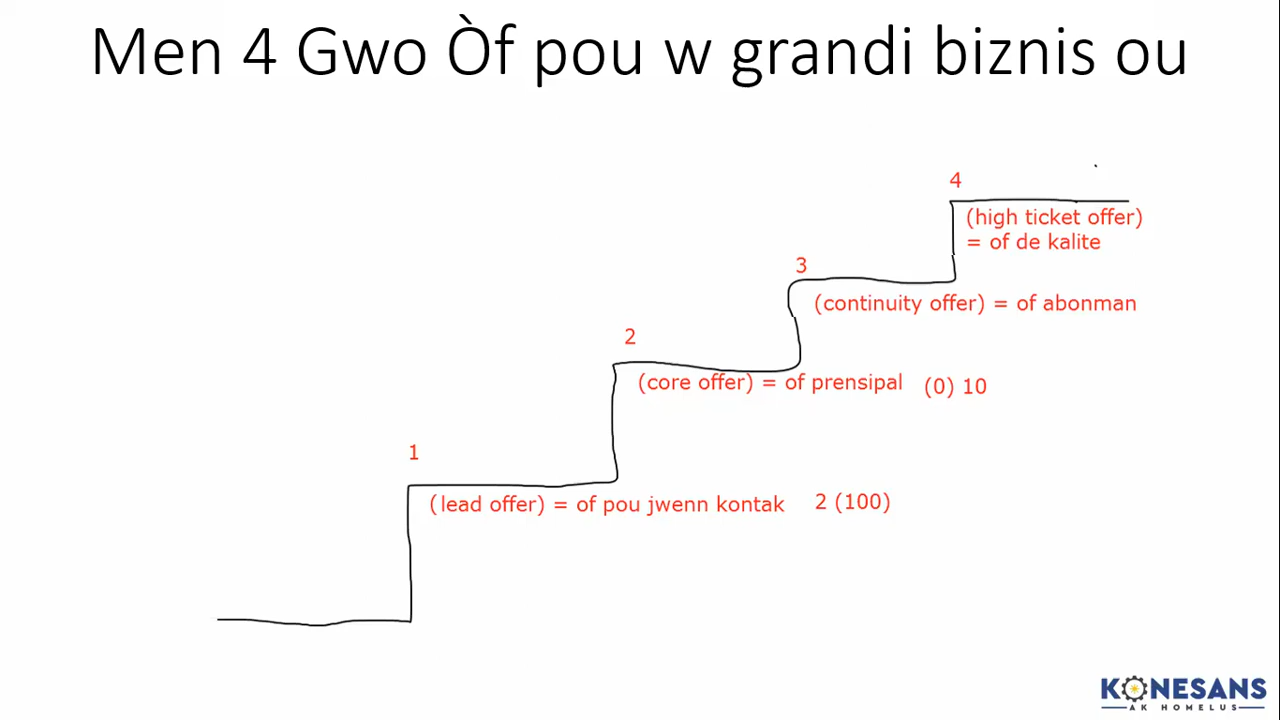 Men 4 Gwo Òf pou w grandi biznis ou
4
(high ticket offer)
= of de kalite
3
(continuity offer) = of abonman
2
(core offer) = of prensipal (0) 10
1
(lead offer) = of pou jwenn kontak 2 (100)
KONESANS
AK HOMELUS